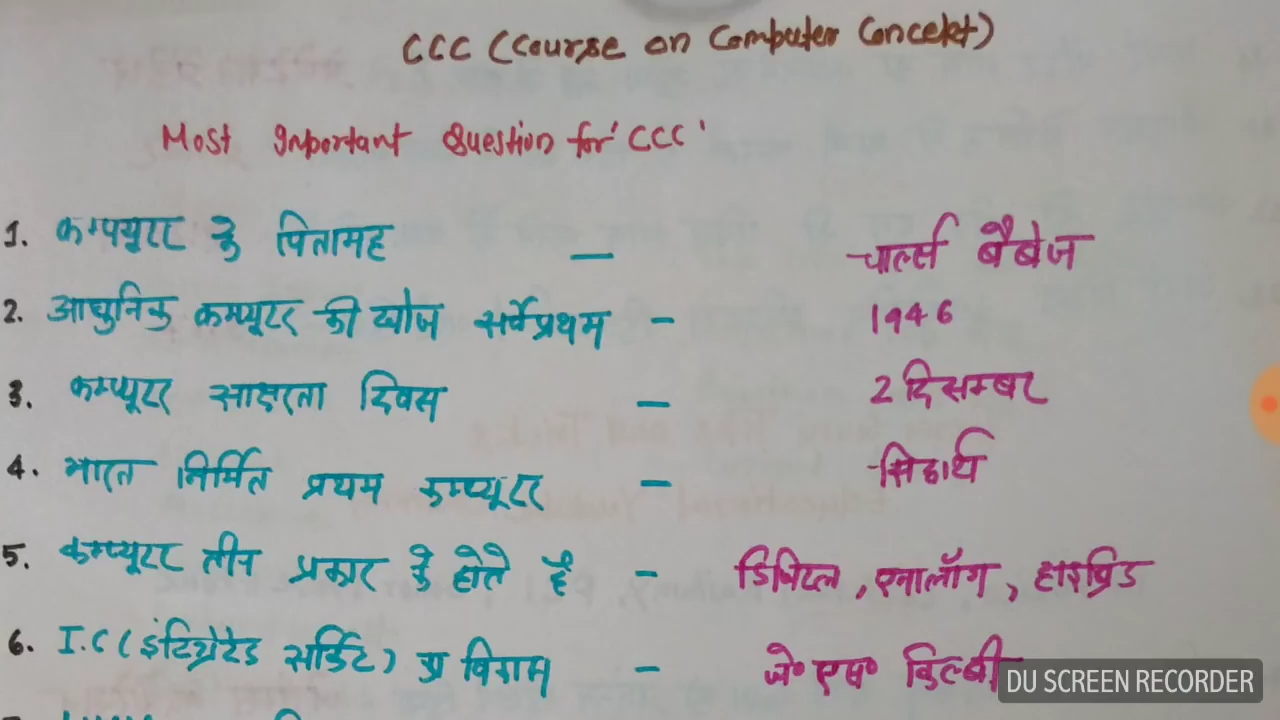 CCC (Course on Computer Concept)
Most Important Question for 'CCC'
1. कम्प्यूटर के पितामह — चार्ल्स बैबेज
2. आधुनिक कम्प्यूटर की खोज सर्वप्रथम - 1946
3. कम्प्यूटर साक्षरता दिवस — 2 दिसम्बर
4. भारत निर्मित प्रथम कम्प्यूटर - सिद्धार्थ
5. कम्प्यूटर तीन प्रकार के होते है - डिजिटल, एनालॉग, हाइब्रिड
6. I.C (इंटिग्रेटेड सर्किट) का विकास - जे० एस० किल्बी
DU SCREEN RECORDER